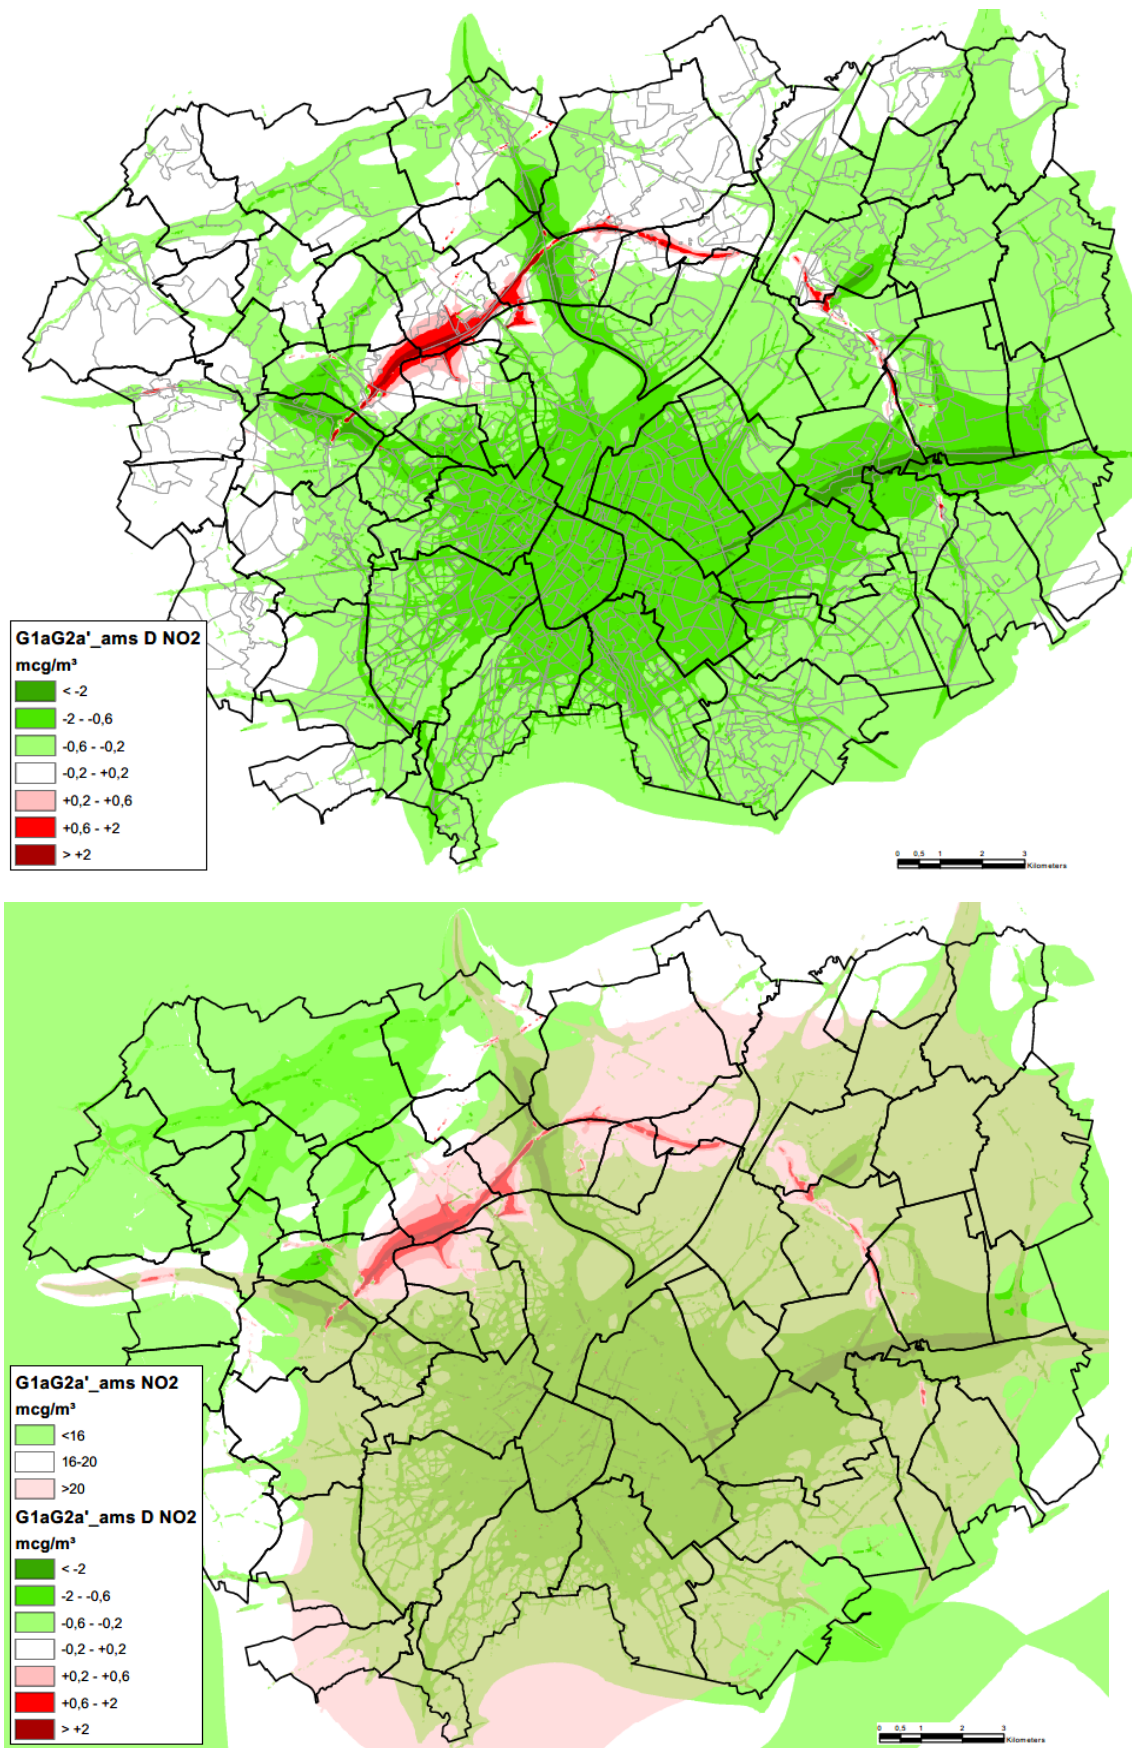 G1aG2a'_ams D NO2
mcg/m³
< -2
-2 - -0,6
-0,6 - -0,2
-0,2 - +0,2
+0,2 - +0,6
+0,6 - +2
> +2
0 0,5 1 2 3
Kilometers
G1aG2a'_ams NO2
mcg/m³
<16
16-20
>20
G1aG2a'_ams D NO2
mcg/m³
< -2
-2 - -0,6
-0,6 - -0,2
-0,2 - +0,2
+0,2 - +0,6
+0,6 - +2
> +2
0 0,5 1 2 3
Kilometers